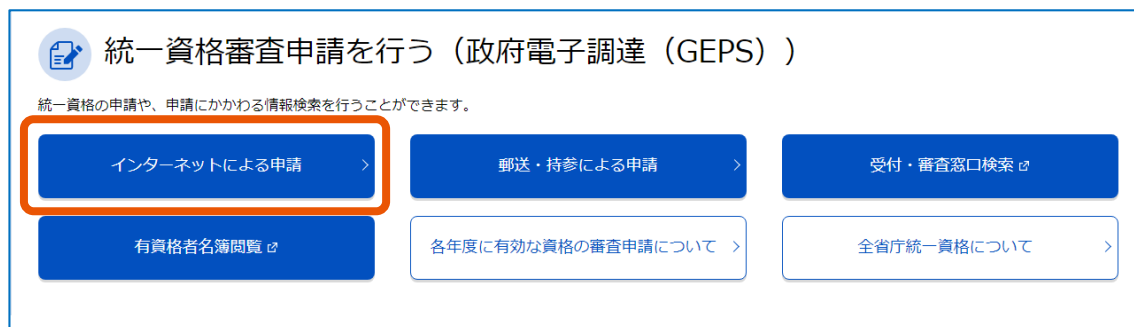 統一資格審査申請を行う（政府電子調達（GEPS））
統一資格の申請や、申請にかかわる情報検索を行うことができます。
インターネットによる申請
郵送・持参による申請
受付・審査窓口検索
有資格者名簿閲覧
各年度に有効な資格の審査申請について
全省庁統一資格について